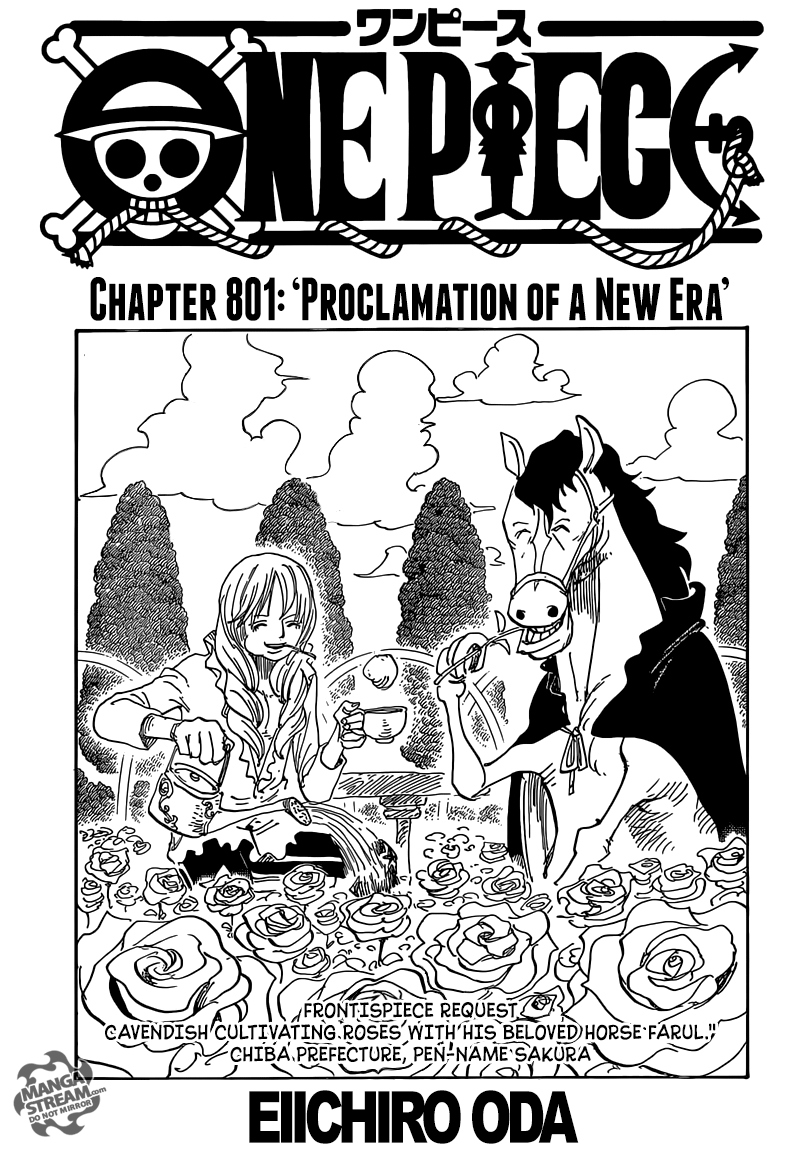 ワンピース
ONE PIECE
CHAPTER 801: ‘PROCLAMATION OF A NEW ERA’
FRONTISPIECE REQUEST
CAVENDISH CULTIVATING ROSES WITH HIS BELOVED HORSE FARUL."
CHIBA PREFECTURE, PEN-NAME SAKURA
MANGA
STREAM.com
DO NOT MIRROR
EIICHIRO ODA